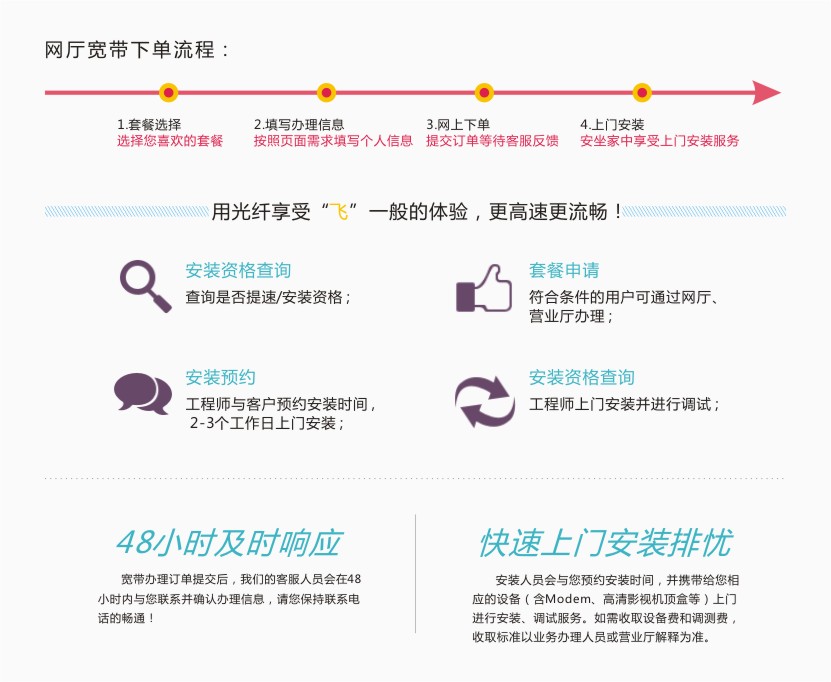 网厅宽带下单流程：
1.套餐选择
选择您喜欢的套餐
2.填写办理信息
按照页面需求填写个人信息
3.网上下单
提交订单等待客服反馈
4.上门安装
安坐家中享受上门安装服务
用光纤享受“飞”一般的体验，更高速更流畅！
安装资格查询
查询是否提速/安装资格；
套餐申请
符合条件的用户可通过网厅、
营业厅办理；
安装预约
工程师与客户预约安装时间，
2-3个工作日上门安装；
安装资格查询
工程师上门安装并进行调试；
48小时及时响应
宽带办理订单提交后，我们的客服人员会在48
小时内与您联系并确认办理信息，请您保持联系电
话的畅通！
快速上门安装排忧
安装人员会与您预约安装时间，并携带给您相
应的设备（含Modem、高清影视机顶盒等）上门
进行安装、调试服务。如需收取设备费和调测费，
收取标准以业务办理人员或营业厅解释为准。